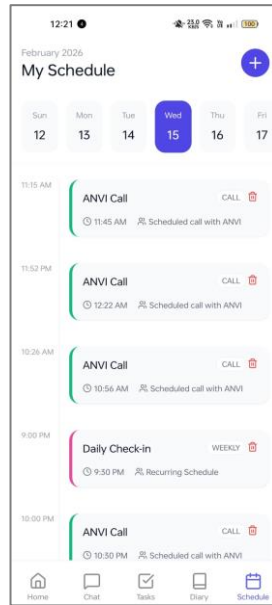 12:21
23.0 KB/S 100
February 2026
My Schedule
Sun Mon Tue Wed Thu Fri
12 13 14 15 16 17
11:15 AM
ANVI Call CALL
11:45 AM Scheduled call with ANVI
11:52 PM
ANVI Call CALL
12:22 AM Scheduled call with ANVI
10:26 AM
ANVI Call CALL
10:56 AM Scheduled call with ANVI
9:00 PM
Daily Check-in WEEKLY
9:30 PM Recurring Schedule
10:00 PM
ANVI Call CALL
10:30 PM Scheduled call with ANVI
Home Chat Tasks Diary Schedule